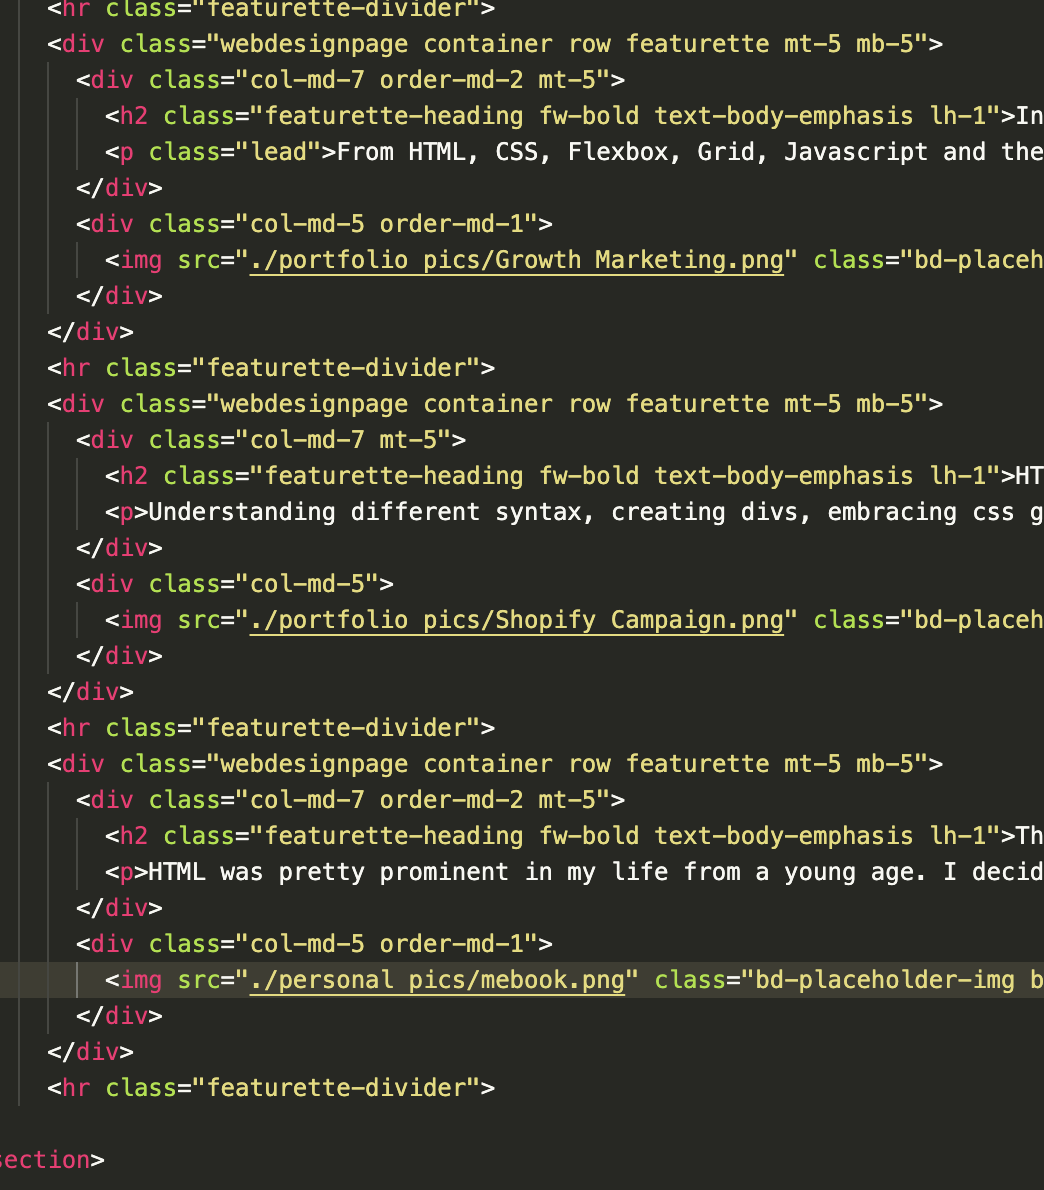 <hr class="featurette-divider">
<div class="webdesignpage container row featurette mt-5 mb-5">
<div class="col-md-7 order-md-2 mt-5">
<h2 class="featurette-heading fw-bold text-body-emphasis lh-1">In
<p class="lead">From HTML, CSS, Flexbox, Grid, Javascript and the
</div>
<div class="col-md-5 order-md-1">
<img src="./portfolio pics/Growth Marketing.png" class="bd-placeh
</div>
</div>
<hr class="featurette-divider">
<div class="webdesignpage container row featurette mt-5 mb-5">
<div class="col-md-7 mt-5">
<h2 class="featurette-heading fw-bold text-body-emphasis lh-1">HT
<p>Understanding different syntax, creating divs, embracing css g
</div>
<div class="col-md-5">
<img src="./portfolio pics/Shopify Campaign.png" class="bd-placeh
</div>
</div>
<hr class="featurette-divider">
<div class="webdesignpage container row featurette mt-5 mb-5">
<div class="col-md-7 order-md-2 mt-5">
<h2 class="featurette-heading fw-bold text-body-emphasis lh-1">Th
<p>HTML was pretty prominent in my life from a young age. I decid
</div>
<div class="col-md-5 order-md-1">
<img src="./personal pics/mebook.png" class="bd-placeholder-img b
</div>
</div>
<hr class="featurette-divider">
section>